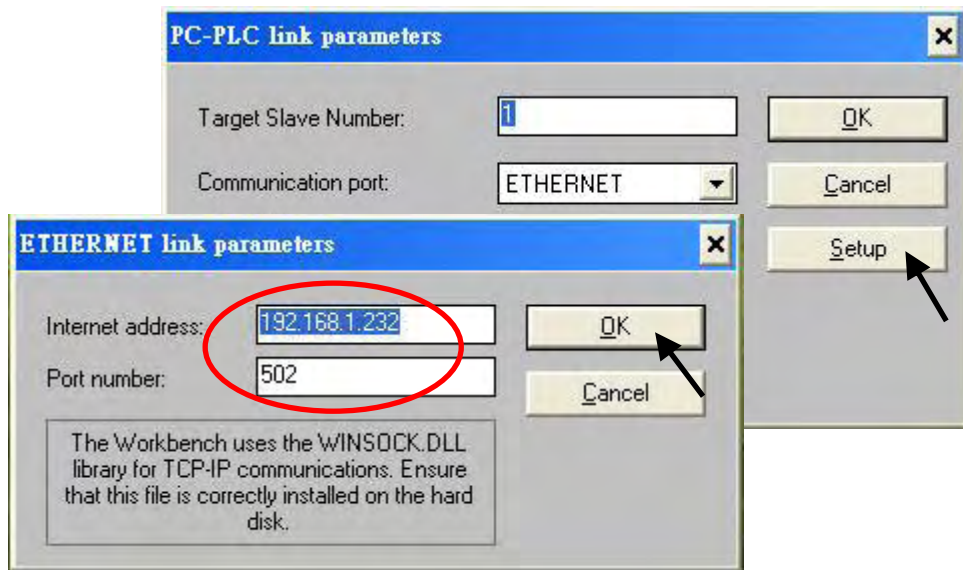 PC-PLC link parameters
Target Slave Number: 1 OK
Communication port: ETHERNET Cancel
Setup
ETHERNET link parameters
Internet address: 192.168.1.232 OK
Port number: 502
Cancel
The Workbench uses the WINSOCK.DLL
library for TCP-IP communications. Ensure
that this file is correctly installed on the hard
disk.